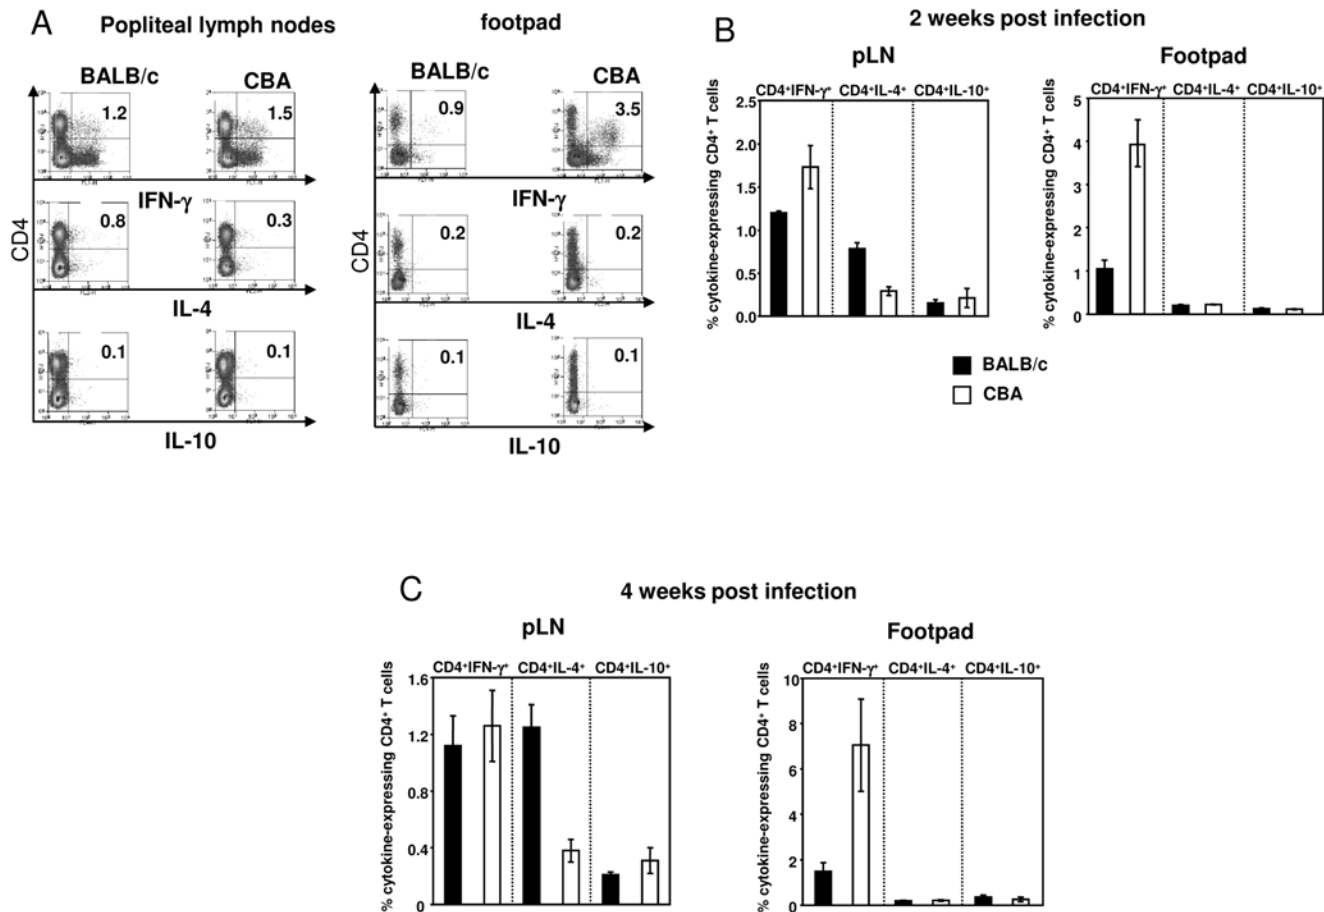 A
Popliteal lymph nodes
footpad
BALB/c
CBA
BALB/c
CBA
1.2
1.5
0.9
3.5
IFN-γ
IFN-γ
CD4
0.8
0.3
CD4
0.2
0.2
IL-4
IL-4
0.1
0.1
0.1
0.1
IL-10
IL-10
B
2 weeks post infection
pLN
Footpad
CD4⁺IFN-γ⁺ CD4⁺IL-4⁺ CD4⁺IL-10⁺
CD4⁺IFN-γ⁺ CD4⁺IL-4⁺ CD4⁺IL-10⁺
% cytokine-expressing CD4⁺ T cells
2.5
2.0
1.5
1.0
0.5
0.0
% cytokine-expressing CD4⁺ T cells
5
4
3
2
1
0
BALB/c
CBA
C
4 weeks post infection
pLN
Footpad
CD4⁺IFN-γ⁺ CD4⁺IL-4⁺ CD4⁺IL-10⁺
CD4⁺IFN-γ⁺ CD4⁺IL-4⁺ CD4⁺IL-10⁺
% cytokine-expressing CD4⁺ T cells
1.6
1.2
0.8
0.4
0
% cytokine-expressing CD4⁺ T cells
10
8
6
4
2
0